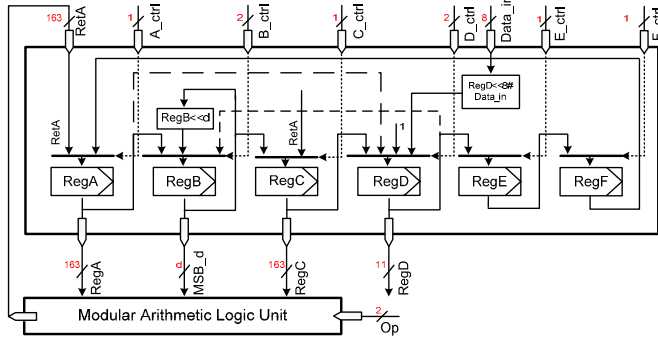 163
RetA
1
A_ctrl
2
B_ctrl
1
C_ctrl
2
D_ctrl
8
Data_in
1
E_ctrl
1
F_ctrl
RegD<<8#
Data_in
RegB<<d
RetA
RetA
1
RegA
RegB
RegC
RegD
RegE
RegF
163
RegA
d
MSB_d
163
RegC
11
RegD
Modular Arithmetic Logic Unit
2
Op